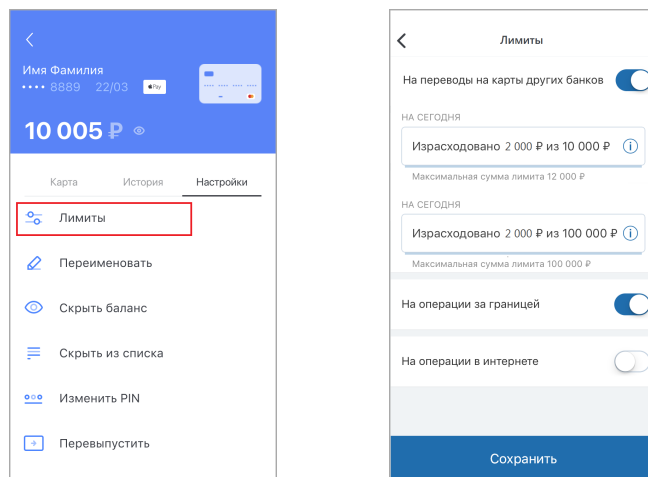 Имя Фамилия
•••• 8889 22/03 Pay
10 005 ₽
Карта История Настройки
Лимиты
Переименовать
Скрыть баланс
Скрыть из списка
Изменить PIN
Перевыпустить
Лимиты
На переводы на карты других банков
НА СЕГОДНЯ
Израсходовано 2 000 ₽ из 10 000 ₽
Максимальная сумма лимита 12 000 ₽
НА СЕГОДНЯ
Израсходовано 2 000 ₽ из 100 000 ₽
Максимальная сумма лимита 100 000 ₽
На операции за границей
На операции в интернете
Сохранить